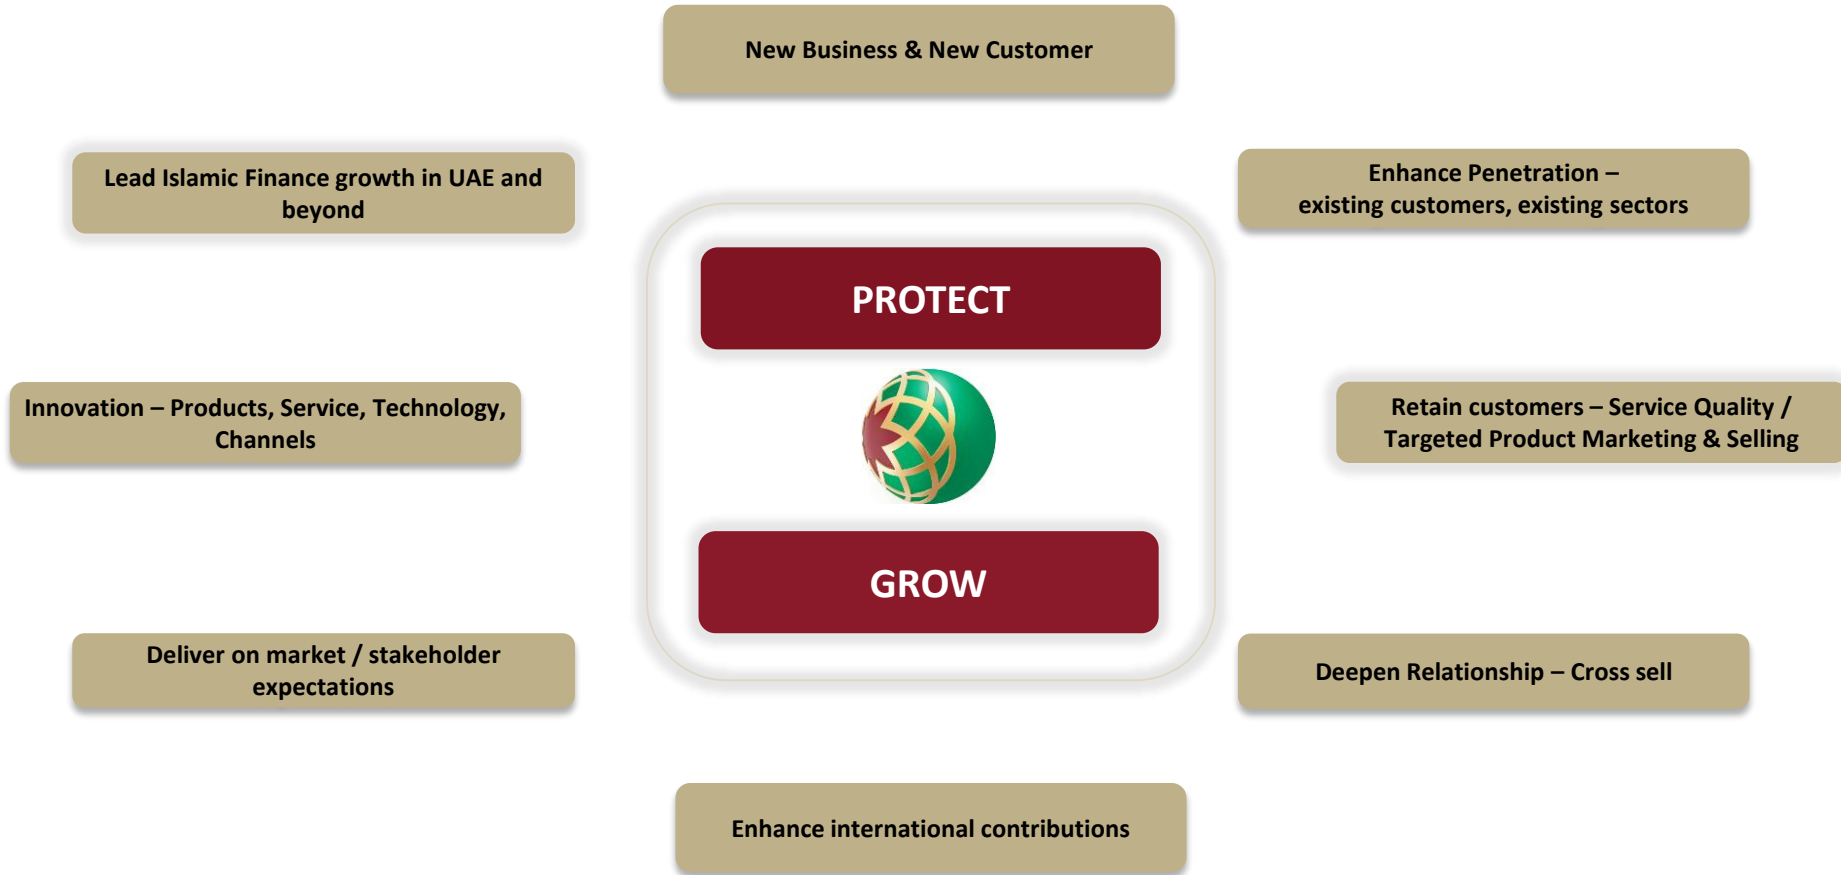 New Business & New Customer
Lead Islamic Finance growth in UAE and
beyond
Enhance Penetration –
existing customers, existing sectors
PROTECT
Innovation – Products, Service, Technology,
Channels
Retain customers – Service Quality /
Targeted Product Marketing & Selling
GROW
Deliver on market / stakeholder
expectations
Deepen Relationship – Cross sell
Enhance international contributions